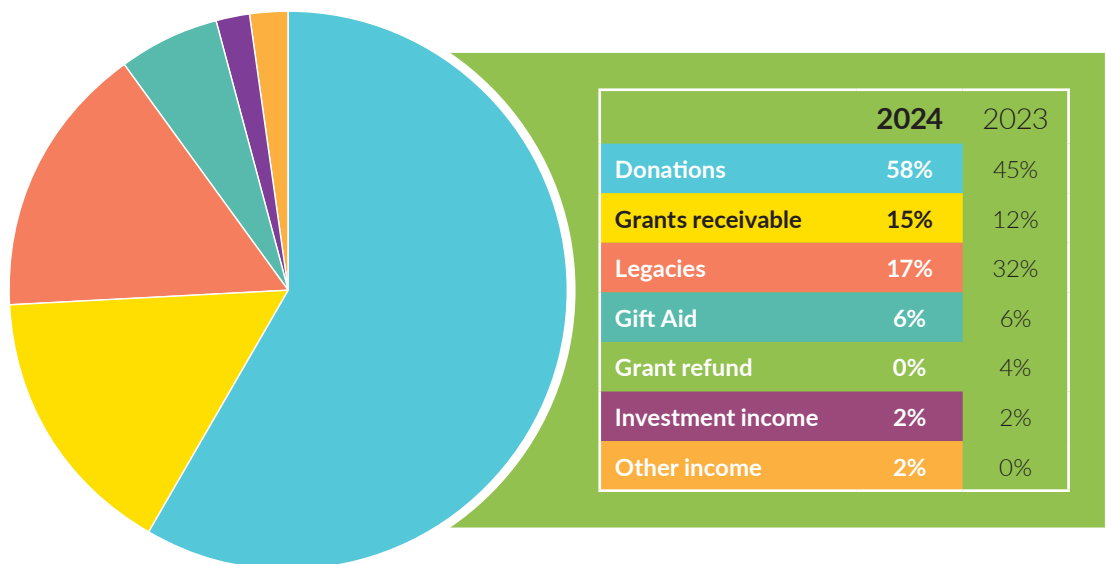 2024 2023
Donations 58% 45%
Grants receivable 15% 12%
Legacies 17% 32%
Gift Aid 6% 6%
Grant refund 0% 4%
Investment income 2% 2%
Other income 2% 0%